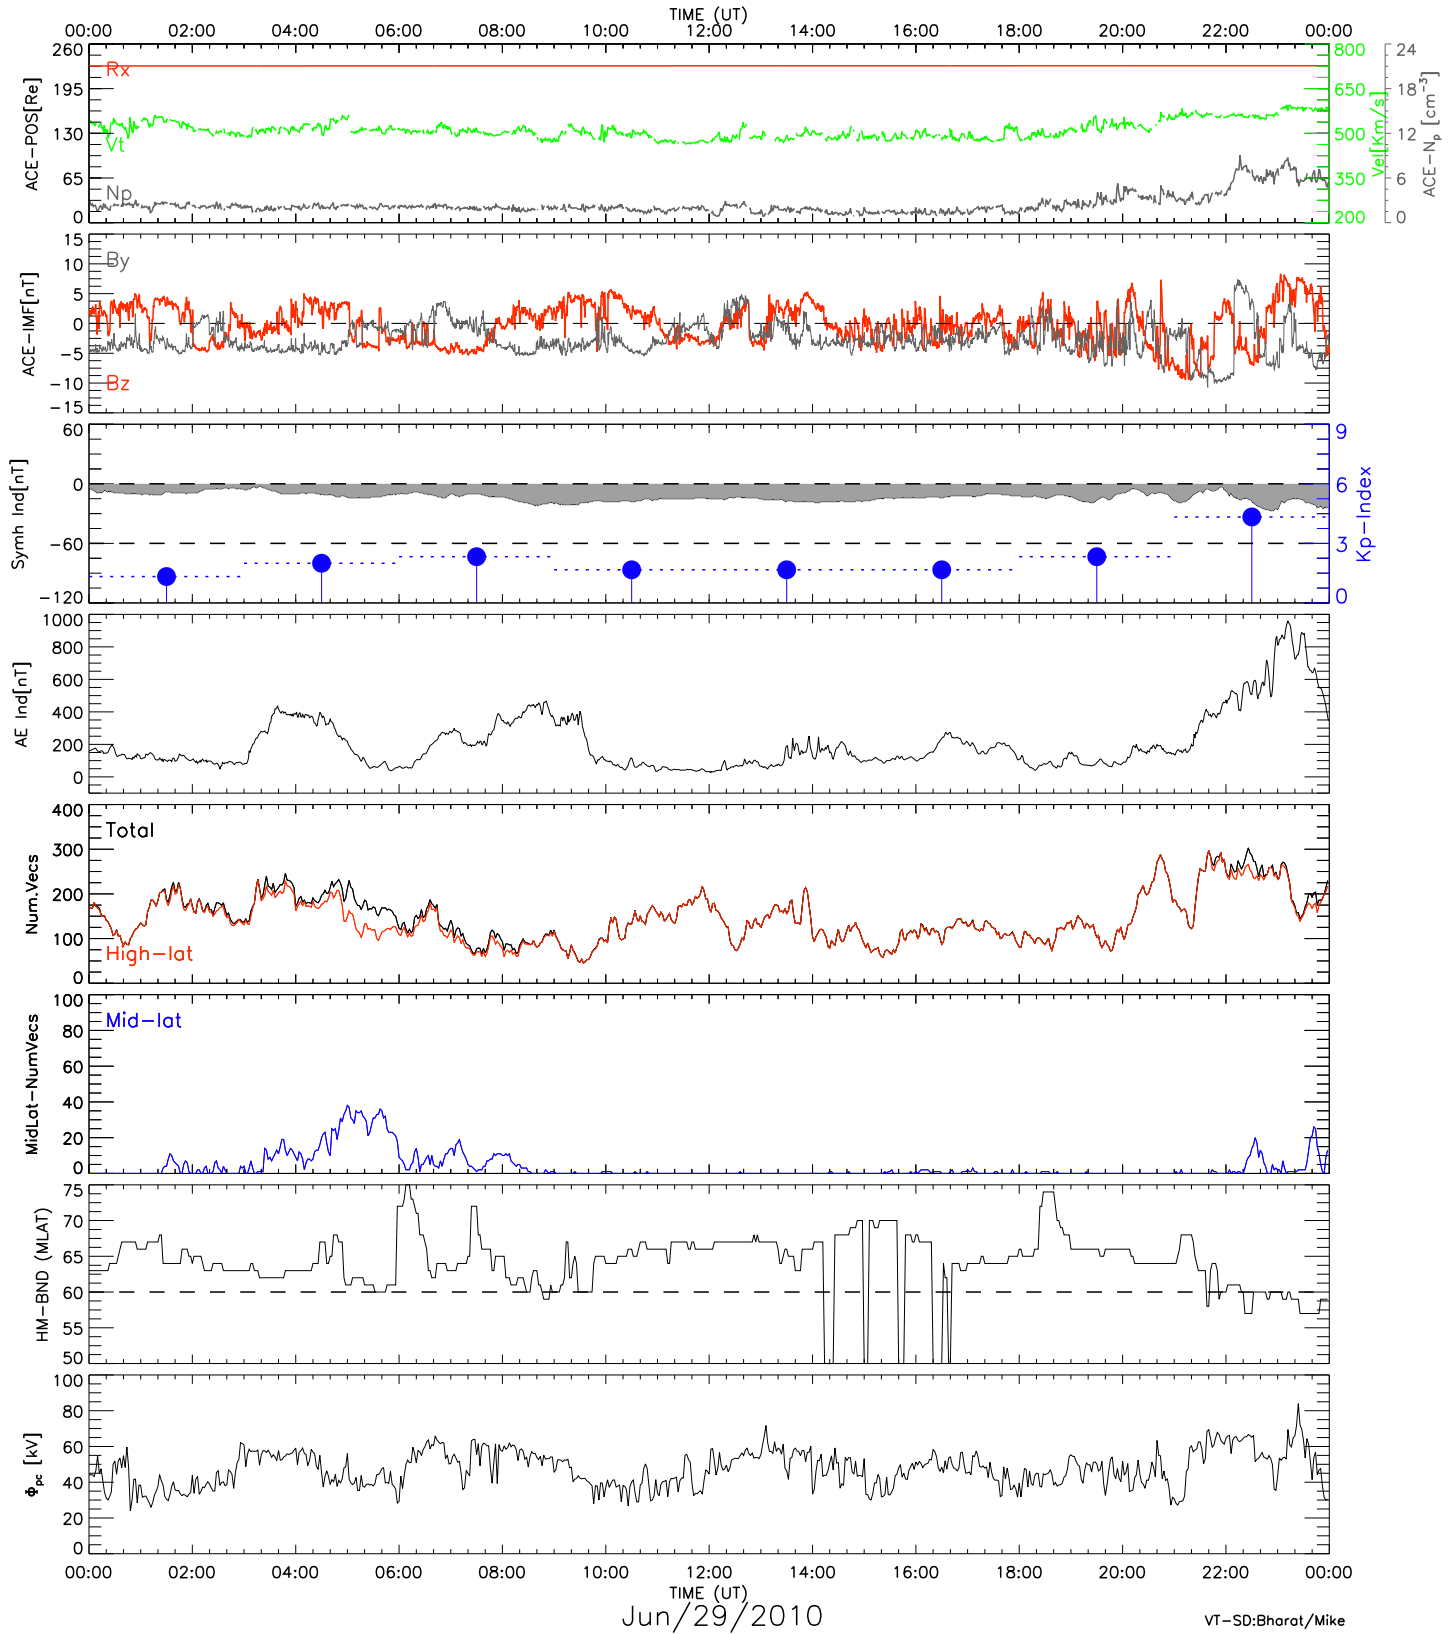 TIME (UT)
00:00 02:00 04:00 06:00 08:00 10:00 12:00 14:00 16:00 18:00 20:00 22:00 00:00
ACE-POS[Re]
260
195
130
65
0
Rx
Vt
Np
800
650
500
350
200
Vel[Km/s]
24
18
12
6
0
ACE-Np [cm-3]
ACE-IMF[nT]
15
10
5
0
-5
-10
-15
By
Bz
Symh Ind[nT]
60
0
-60
-120
9
6
3
0
Kp-Index
AE Ind[nT]
1000
800
600
400
200
0
Num.Vecs
400
300
200
100
0
Total
High-lat
MidLat-NumVecs
100
80
60
40
20
0
Mid-lat
HM-BND (MLAT)
75
70
65
60
55
50
Φpc [kV]
100
80
60
40
20
0
00:00 02:00 04:00 06:00 08:00 10:00 12:00 14:00 16:00 18:00 20:00 22:00 00:00
TIME (UT)
Jun/29/2010
VT-SD:Bharat/Mike